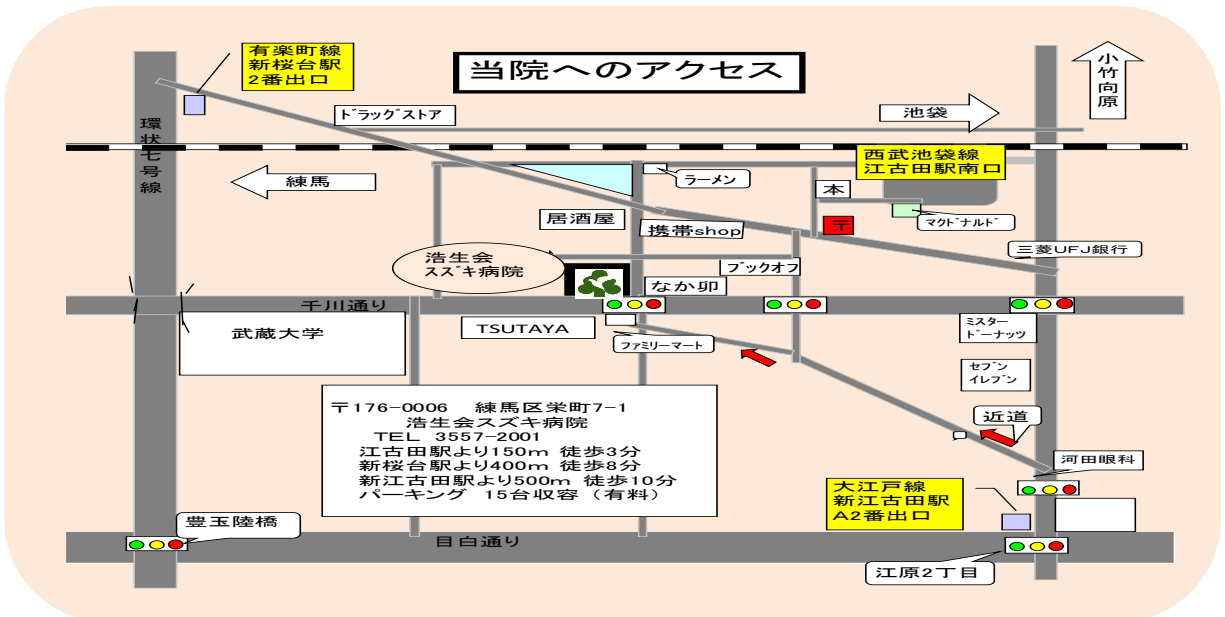 当院へのアクセス
有楽町線
新桜台駅
2番出口
小竹向原
ドラッグストア
池袋
環状七号線
練馬
ラーメン
西武池袋線
江古田駅南口
本
マクドナルド
居酒屋
携帯shop
〒
三菱UFJ銀行
浩生会
スズキ病院
ブックオフ
なか卯
千川通り
武蔵大学
TSUTAYA
ファミリーマート
ミスター
ドーナッツ
セブン
イレブン
近道
〒176-0006　練馬区栄町7-1
浩生会スズキ病院
TEL 3557-2001
江古田駅より150m 徒歩3分
新桜台駅より400m 徒歩8分
新江古田駅より500m 徒歩10分
パーキング 15台収容（有料）
河田眼科
大江戸線
新江古田駅
A2番出口
豊玉陸橋
目白通り
江原2丁目